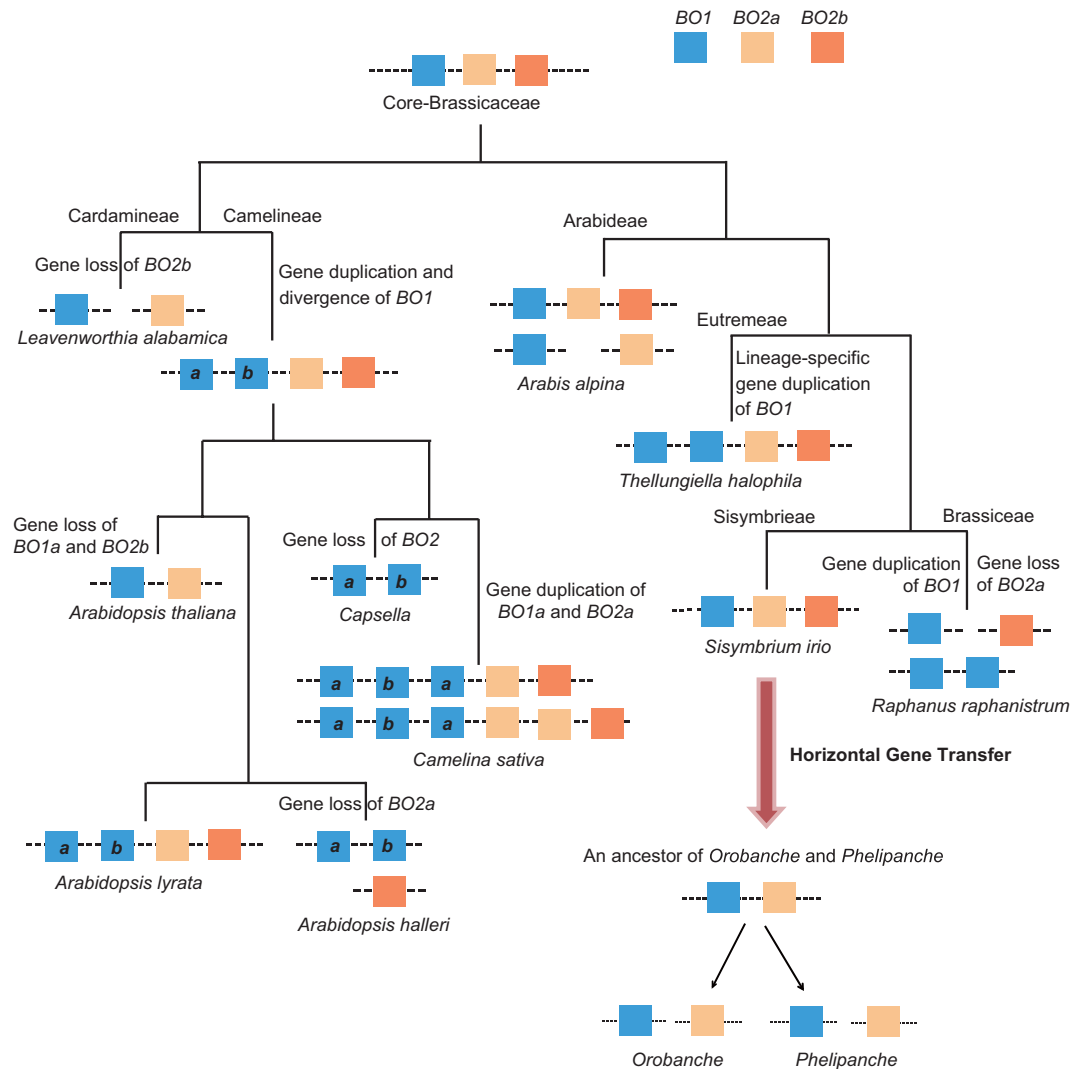 BO1 BO2a BO2b
Core-Brassicaceae
Cardamineae
Camelineae
Gene loss of BO2b
Leavenworthia alabamica
Gene duplication and
divergence of BO1
a b
Arabideae
Arabis alpina
Eutremeae
Lineage-specific
gene duplication
of BO1
Thellungiella halophila
Gene loss of
BO1a and BO2b
Arabidopsis thaliana
Gene loss of BO2
a b
Capsella
Gene duplication of
BO1a and BO2a
a b a
a b a
Camelina sativa
Gene loss of BO2a
a b
Arabidopsis lyrata
a b
Arabidopsis halleri
Sisymbrieae
Brassiceae
Sisymbrium irio
Gene duplication
of BO1
Gene loss
of BO2a
Raphanus raphanistrum
Horizontal Gene Transfer
An ancestor of Orobanche and Phelipanche
Orobanche
Phelipanche